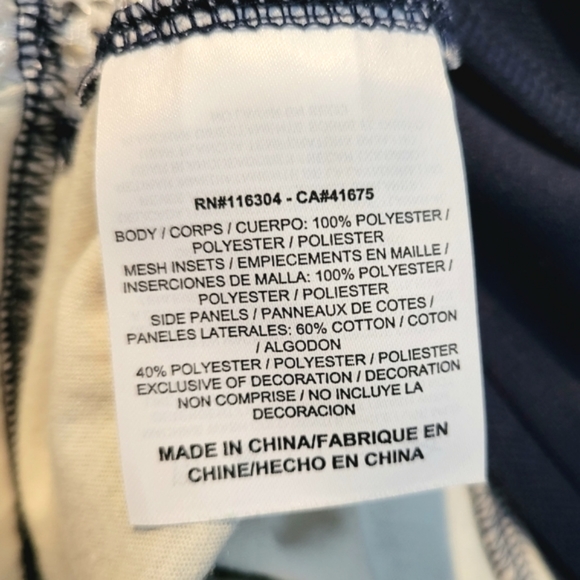 RN#116304 - CA#41675
BODY / CORPS / CUERPO: 100% POLYESTER /
POLYESTER / POLIESTER
MESH INSETS / EMPIECEMENTS EN MAILLE /
INSERCIONES DE MALLA: 100% POLYESTER /
POLYESTER / POLIESTER
SIDE PANELS / PANNEAUX DE COTES /
PANELES LATERALES: 60% COTTON / COTON
/ ALGODON
40% POLYESTER / POLYESTER / POLIESTER
EXCLUSIVE OF DECORATION / DECORATION
NON COMPRISE / NO INCLUYE LA
DECORACION
MADE IN CHINA/FABRIQUE EN
CHINE/HECHO EN CHINA